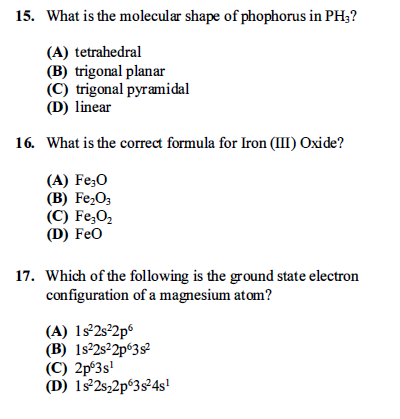 15. What is the molecular shape of phophorus in PH₃?
(A) tetrahedral
(B) trigonal planar
(C) trigonal pyramidal
(D) linear
16. What is the correct formula for Iron (III) Oxide?
(A) Fe₃O
(B) Fe₂O₃
(C) Fe₃O₂
(D) FeO
17. Which of the following is the ground state electron
configuration of a magnesium atom?
(A) 1s²2s²2p⁶
(B) 1s²2s²2p⁶3s²
(C) 2p⁶3s¹
(D) 1s²2s₂2p⁶3s²4s¹